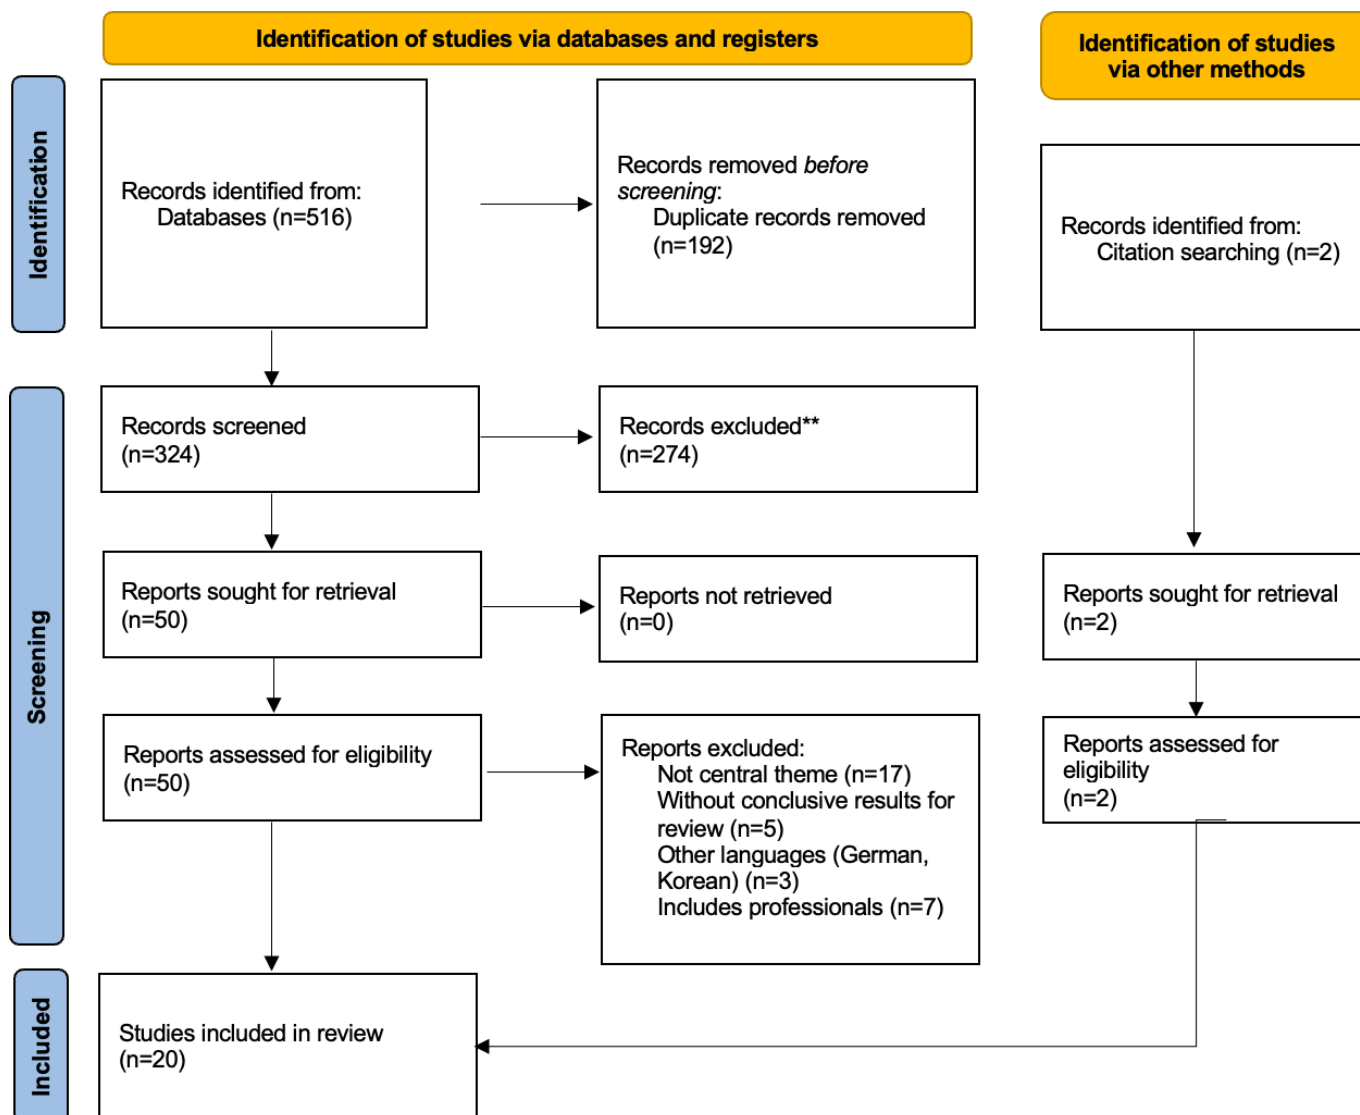 Identification of studies via databases and registers
Identification of studies
via other methods
Identification
Records identified from:
Databases (n=516)
Records removed before
screening:
Duplicate records removed
(n=192)
Records identified from:
Citation searching (n=2)
Screening
Records screened
(n=324)
Records excluded**
(n=274)
Reports sought for retrieval
(n=50)
Reports not retrieved
(n=0)
Reports sought for retrieval
(n=2)
Reports assessed for eligibility
(n=50)
Reports excluded:
Not central theme (n=17)
Without conclusive results for
review (n=5)
Other languages (German,
Korean) (n=3)
Includes professionals (n=7)
Reports assessed for
eligibility
(n=2)
Included
Studies included in review
(n=20)